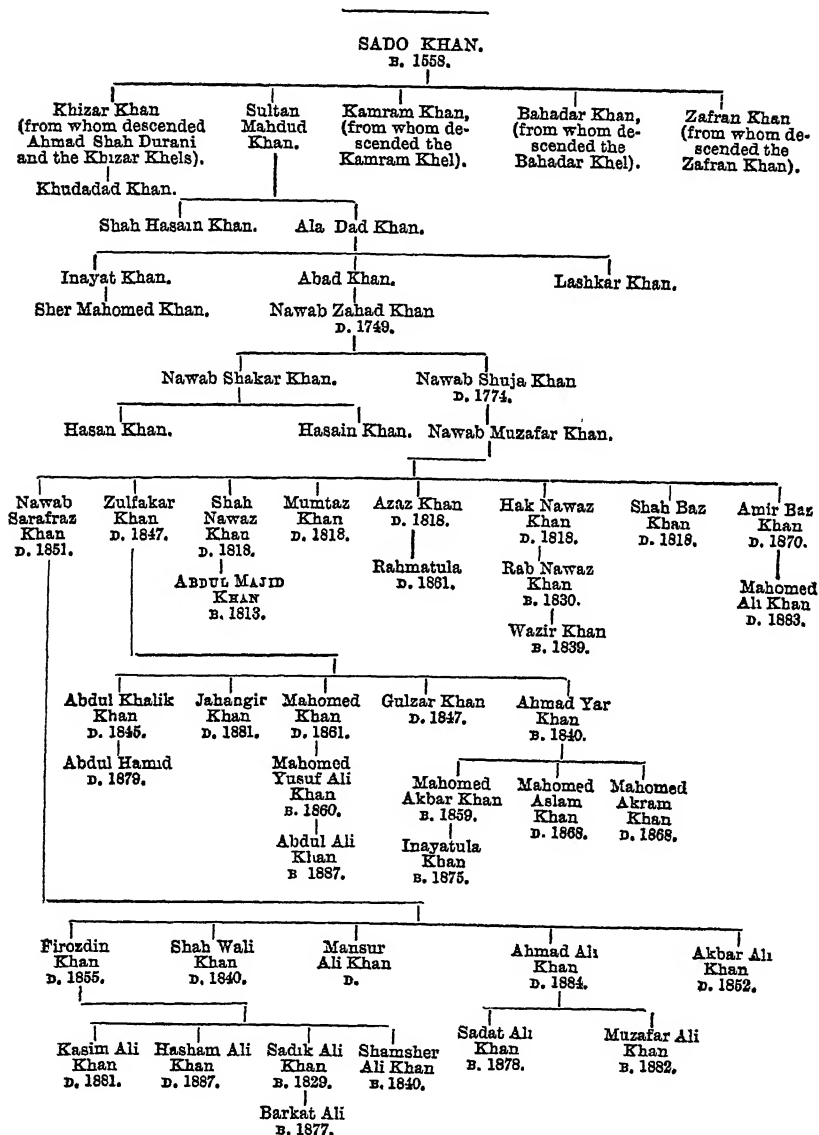 SADO KHAN.
B. 1558.
Khizar Khan
(from whom descended
Ahmad Shah Durani
and the Khizar Khels).
Khudadad Khan.
Sultan
Mahdud
Khan.
Kamram Khan,
(from whom de-
scended the
Kamram Khel).
Bahadar Khan,
(from whom de-
scended the
Bahadar Khel).
Zafran Khan
(from whom de-
scended the
Zafran Khan).
Shah Hasain Khan.
Ala Dad Khan.
Inayat Khan.
Sher Mahomed Khan.
Abad Khan.
Nawab Zahad Khan
D. 1749.
Lashkar Khan.
Nawab Shakar Khan.
Nawab Shuja Khan
D. 1774.
Hasan Khan.
Hasain Khan.
Nawab Muzafar Khan.
Nawab
Sarafraz
Khan
D. 1851.
Zulfakar
Khan
D. 1847.
Shah
Nawaz
Khan
D. 1818.
ABDUL MAJID
KHAN
B. 1813.
Mumtaz
Khan
D. 1818.
Azaz Khan
D. 1818.
Rahmatula
D. 1861.
Hak Nawaz
Khan
D. 1818.
Rab Nawaz
Khan
B. 1830.
Wazir Khan
B. 1839.
Shah Baz
Khan
D. 1818.
Amir Baz
Khan
D. 1870.
Mahomed
Ali Khan
D. 1883.
Abdul Khalik
Khan
D. 1845.
Abdul Hamid
D. 1879.
Jahangir
Khan
D. 1881.
Mahomed
Khan
D. 1861.
Mahomed
Yusuf Ali
Khan
B. 1860.
Abdul Ali
Khan
B 1887.
Gulzar Khan
D. 1847.
Ahmad Yar
Khan
B. 1840.
Mahomed
Akbar Khan
B. 1859.
Inayatula
Khan
B. 1875.
Mahomed
Aslam
Khan
D. 1868.
Mahomed
Akram
Khan
D. 1868.
Firozdin
Khan
D. 1855.
Shah Wali
Khan
D. 1840.
Mansur
Ali Khan
D.
Ahmad Ali
Khan
D. 1884.
Akbar Ali
Khan
D. 1852.
Kasim Ali
Khan
D. 1881.
Hasham Ali
Khan
D. 1887.
Sadik Ali
Khan
B. 1829.
Barkat Ali
B. 1877.
Shamsher
Ali Khan
B. 1840.
Sadat Ali
Khan
B. 1878.
Muzafar Ali
Khan
B. 1882.